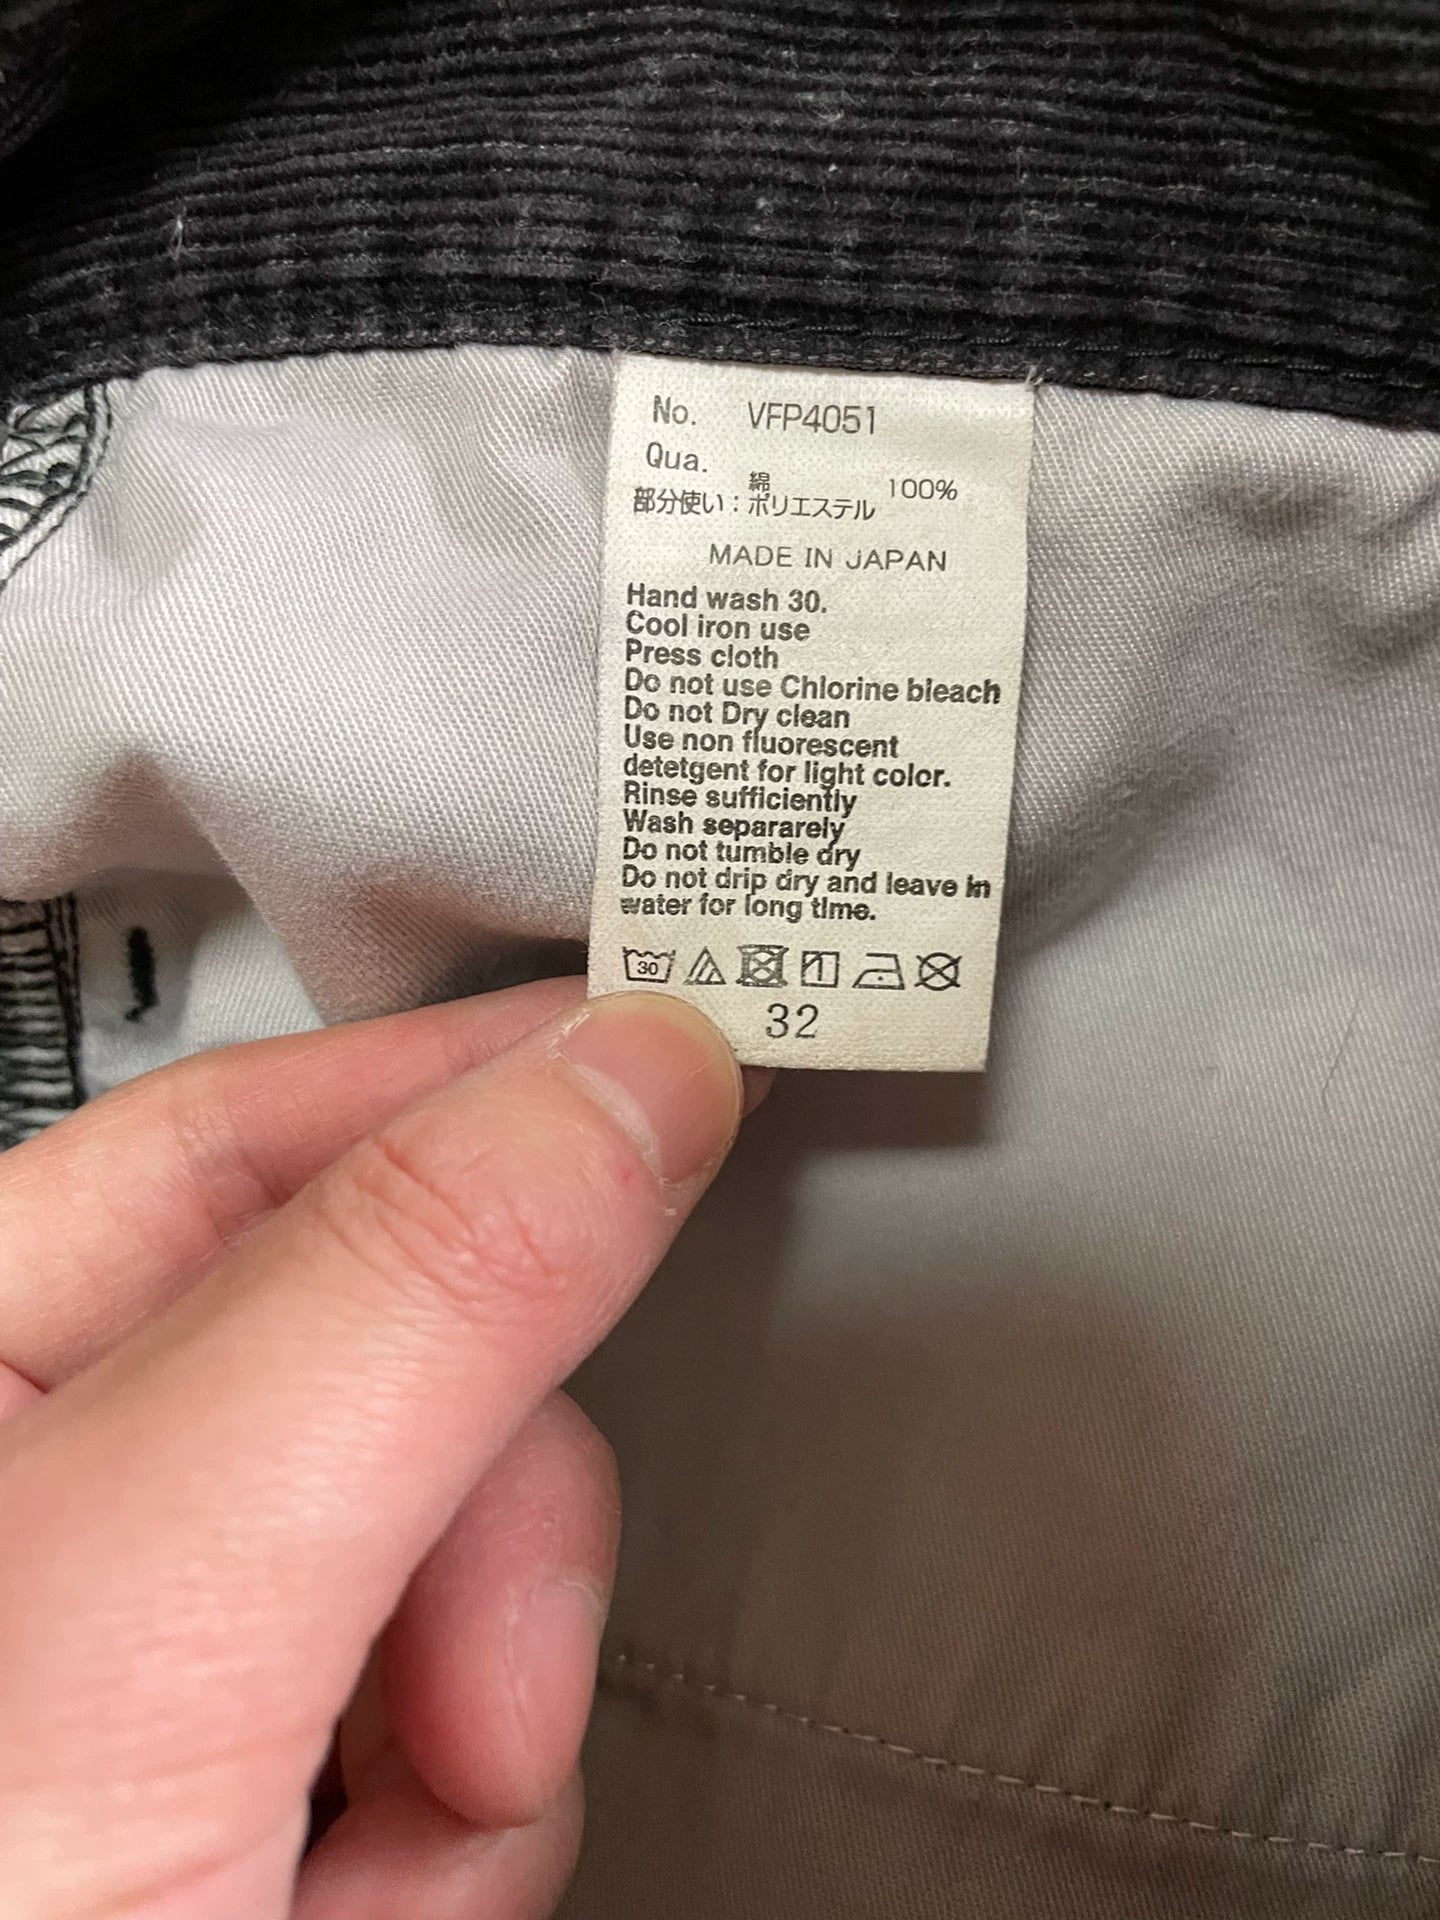 No. VFP4051
Qua.
綿 100%
部分使い：ポリエステル
MADE IN JAPAN
Hand wash 30.
Cool iron use
Press cloth
Do not use Chlorine bleach
Do not Dry clean
Use non fluorescent
detetgent for light color.
Rinse sufficiently
Wash separarely
Do not tumble dry
Do not drip dry and leave in
water for long time.
30
32